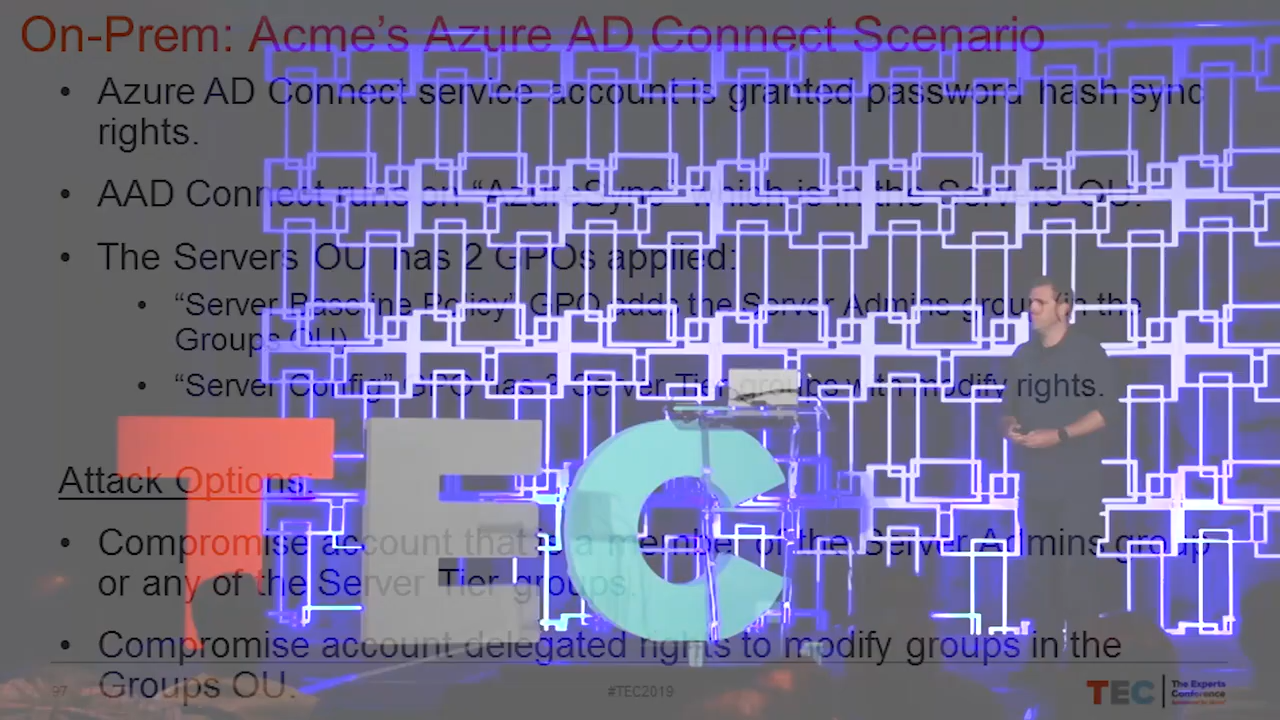 On-Prem: Acme's Azure AD Connect Scenario
• Azure AD Connect service account is granted password hash sync
rights.
• AAD Connect runs on “AzureSync” which is in the Servers OU.
• The Servers OU has 2 GPOs applied:
• “Server Baseline Policy” GPO adds the Server Admins group (in the
Groups OU)
• “Server Config” GPO has 3 Server Tier groups with modify rights.
TEC
Attack Options:
• Compromise account that is a member of the Server Admins group
or any of the Server Tier groups.
• Compromise account delegated rights to modify groups in the
Groups OU.
97
#TEC2019
TEC
The Experts
Conference